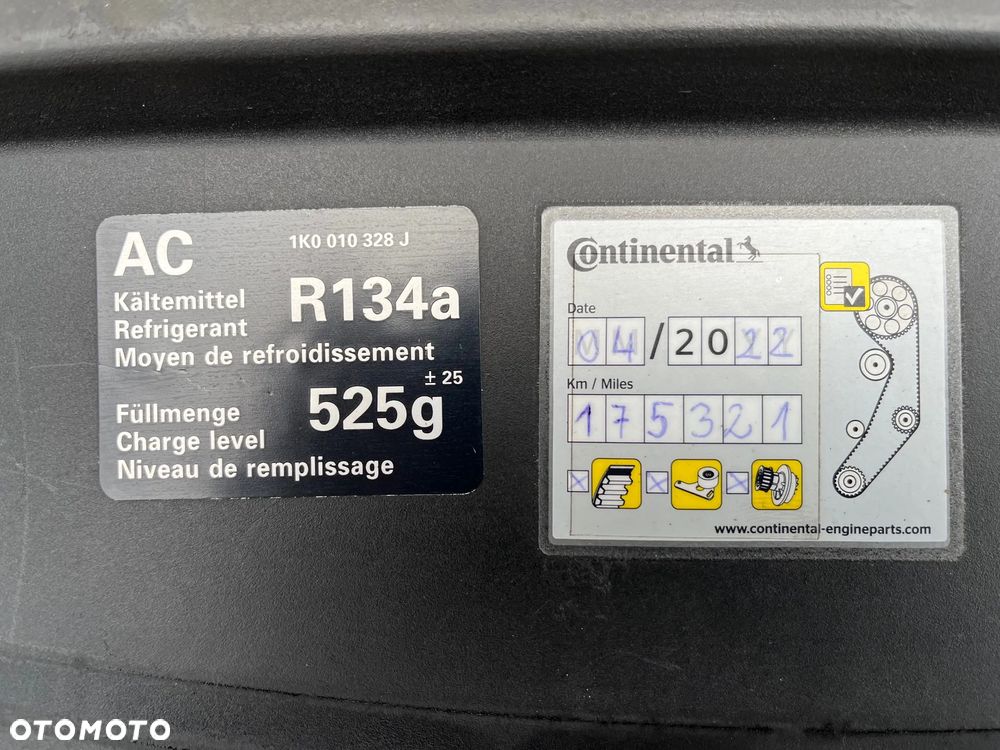 AC 1K0 010 328 J
Kältemittel
Refrigerant
R134a
Moyen de refroidissement
± 25
525g
Füllmenge
Charge level
Niveau de remplissage
Continental
Date
04/2022
Km / Miles
175321
www.continental-engineparts.com
OTOMOTO